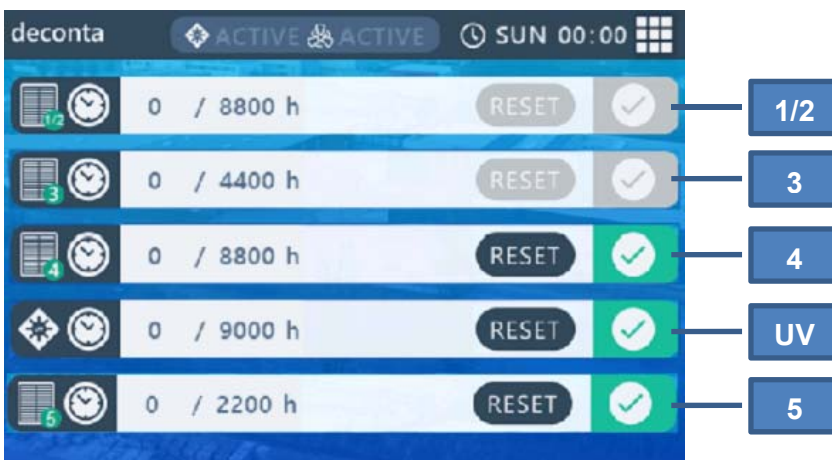 deconta ACTIVE ACTIVE SUN 00:00
1/2 0 / 8800 h RESET 1/2
3 0 / 4400 h RESET 3
4 0 / 8800 h RESET 4
0 / 9000 h RESET UV
5 0 / 2200 h RESET 5